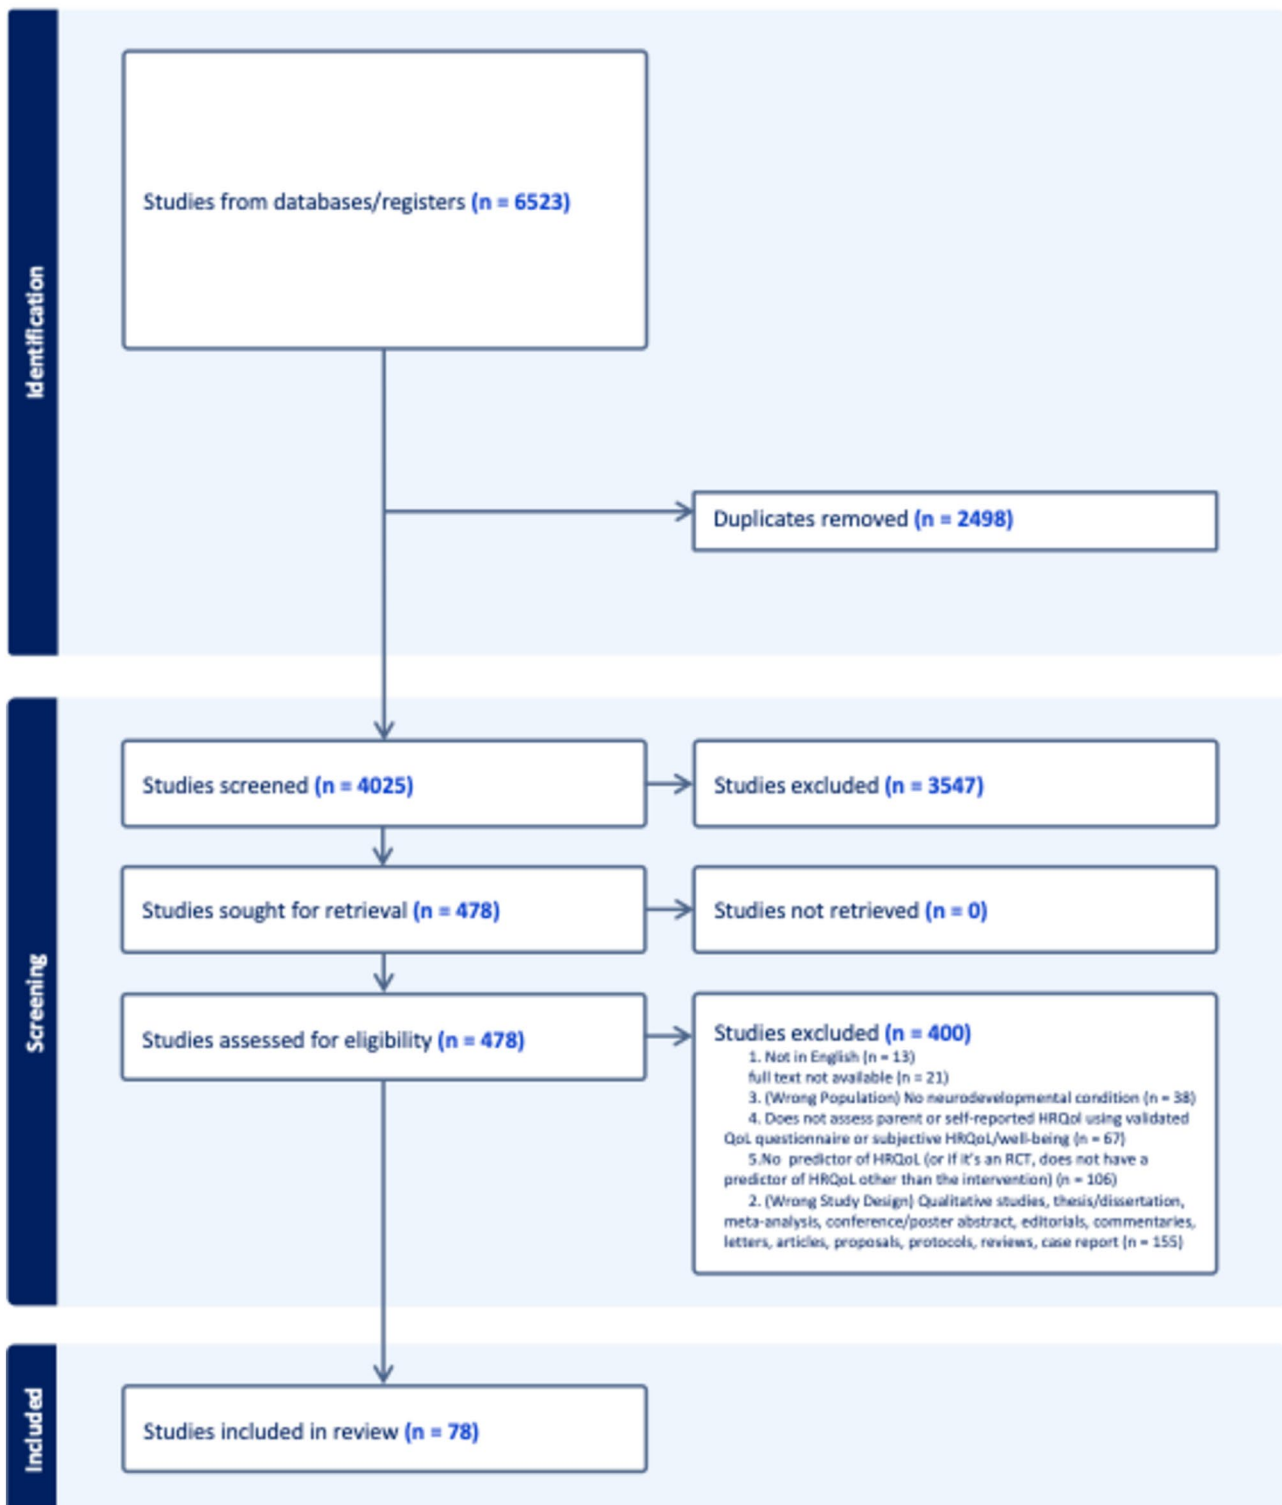 Identification
Studies from databases/registers (n = 6523)
Duplicates removed (n = 2498)
Screening
Studies screened (n = 4025)
Studies excluded (n = 3547)
Studies sought for retrieval (n = 478)
Studies not retrieved (n = 0)
Studies assessed for eligibility (n = 478)
Studies excluded (n = 400)
1. Not in English (n = 13)
full text not available (n = 21)
3. (Wrong Population) No neurodevelopmental condition (n = 38)
4. Does not assess parent or self-reported HRQol using validated
QoL questionnaire or subjective HRQoL/well-being (n = 67)
5.No predictor of HRQoL (or if it's an RCT, does not have a
predictor of HRQoL other than the intervention) (n = 106)
2. (Wrong Study Design) Qualitative studies, thesis/dissertation,
meta-analysis, conference/poster abstract, editorials, commentaries,
letters, articles, proposals, protocols, reviews, case report (n = 155)
Included
Studies included in review (n = 78)